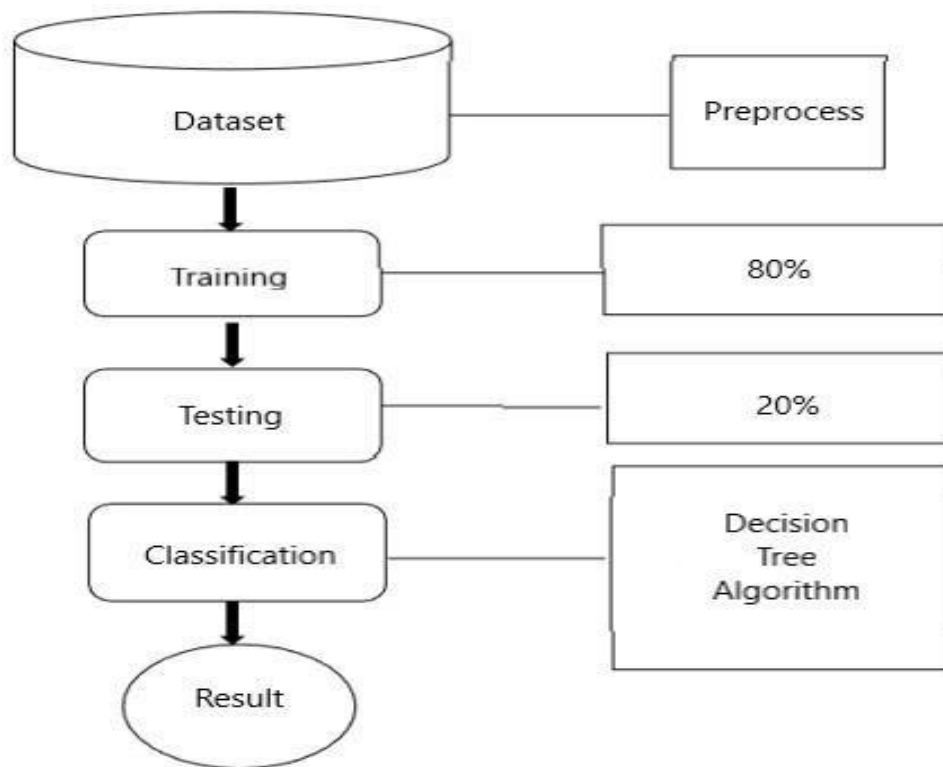 Dataset
Preprocess
Training
80%
Testing
20%
Classification
Decision
Tree
Algorithm
Result